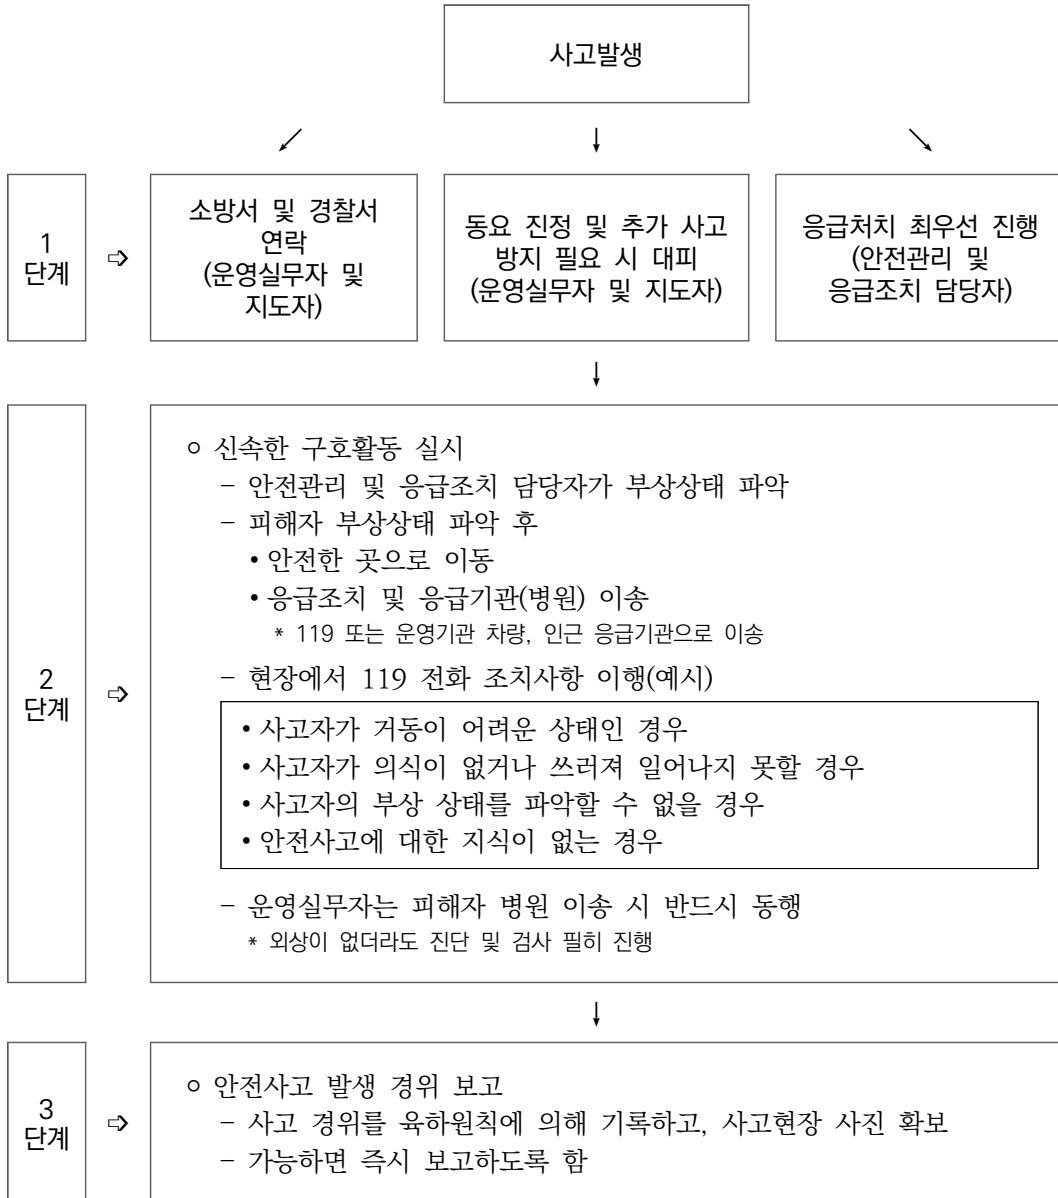 사고발생
↙ ↓ ↘
1
단계
⇨
소방서 및 경찰서
연락
(운영실무자 및
지도자)
동요 진정 및 추가 사고
방지 필요 시 대피
(운영실무자 및 지도자)
응급처치 최우선 진행
(안전관리 및
응급조치 담당자)
↓
2
단계
⇨
○ 신속한 구호활동 실시
- 안전관리 및 응급조치 담당자가 부상상태 파악
- 피해자 부상상태 파악 후
• 안전한 곳으로 이동
• 응급조치 및 응급기관(병원) 이송
* 119 또는 운영기관 차량, 인근 응급기관으로 이송
- 현장에서 119 전화 조치사항 이행(예시)
• 사고자가 거동이 어려운 상태인 경우
• 사고자가 의식이 없거나 쓰러져 일어나지 못할 경우
• 사고자의 부상 상태를 파악할 수 없을 경우
• 안전사고에 대한 지식이 없는 경우
- 운영실무자는 피해자 병원 이송 시 반드시 동행
* 외상이 없더라도 진단 및 검사 필히 진행
↓
3
단계
⇨
○ 안전사고 발생 경위 보고
- 사고 경위를 육하원칙에 의해 기록하고, 사고현장 사진 확보
- 가능하면 즉시 보고하도록 함